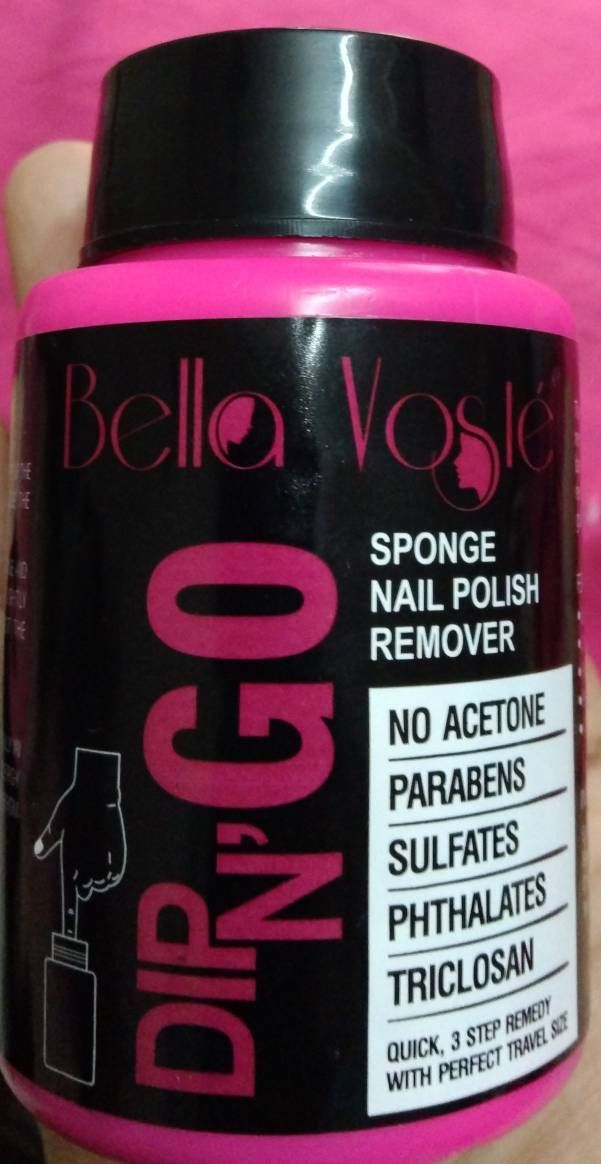 Bella Vosté
SPONGE
NAIL POLISH
REMOVER
DIP
N'GO
NO ACETONE
PARABENS
SULFATES
PHTHALATES
TRICLOSAN
QUICK, 3 STEP REMEDY
WITH PERFECT TRAVEL SIZE